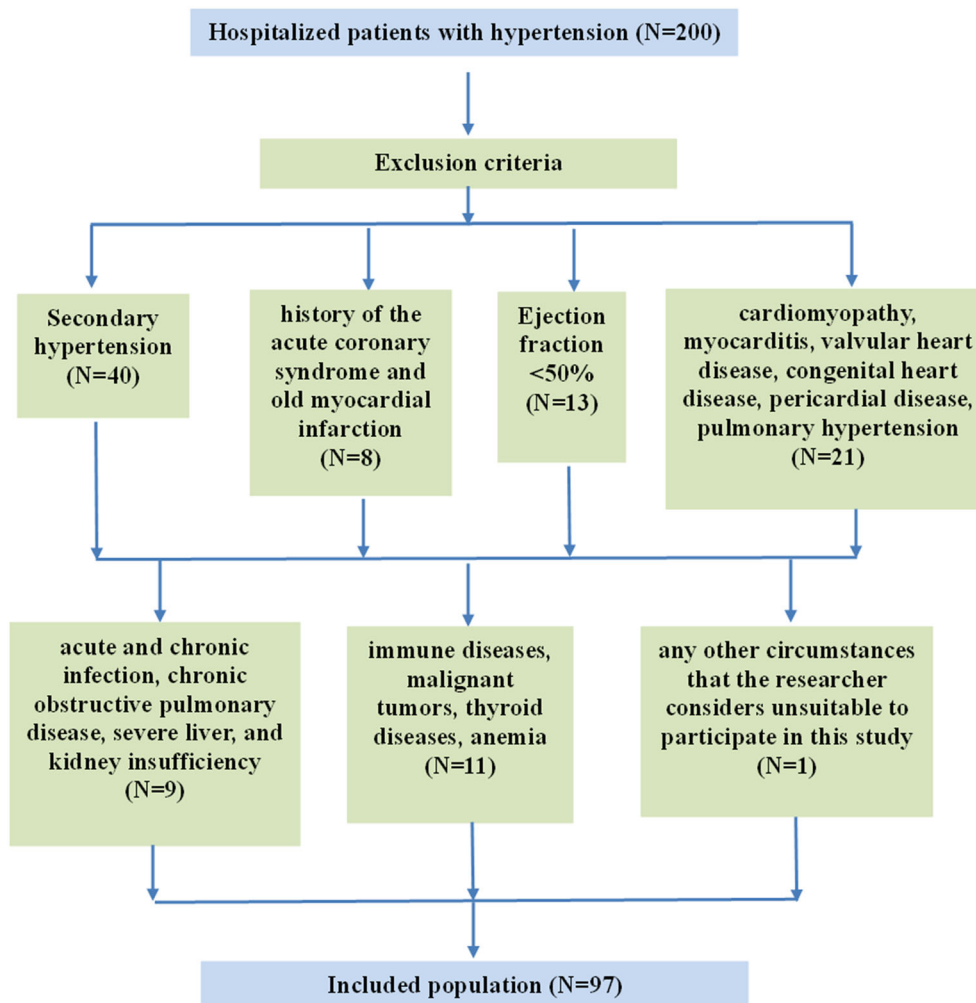 Hospitalized patients with hypertension (N=200)
Exclusion criteria
Secondary
hypertension
(N=40)
history of the
acute coronary
syndrome and
old myocardial
infarction
(N=8)
Ejection
fraction
<50%
(N=13)
cardiomyopathy,
myocarditis, valvular heart
disease, congenital heart
disease, pericardial disease,
pulmonary hypertension
(N=21)
acute and chronic
infection, chronic
obstructive pulmonary
disease, severe liver, and
kidney insufficiency
(N=9)
immune diseases,
malignant
tumors, thyroid
diseases, anemia
(N=11)
any other circumstances
that the researcher
considers unsuitable to
participate in this study
(N=1)
Included population (N=97)